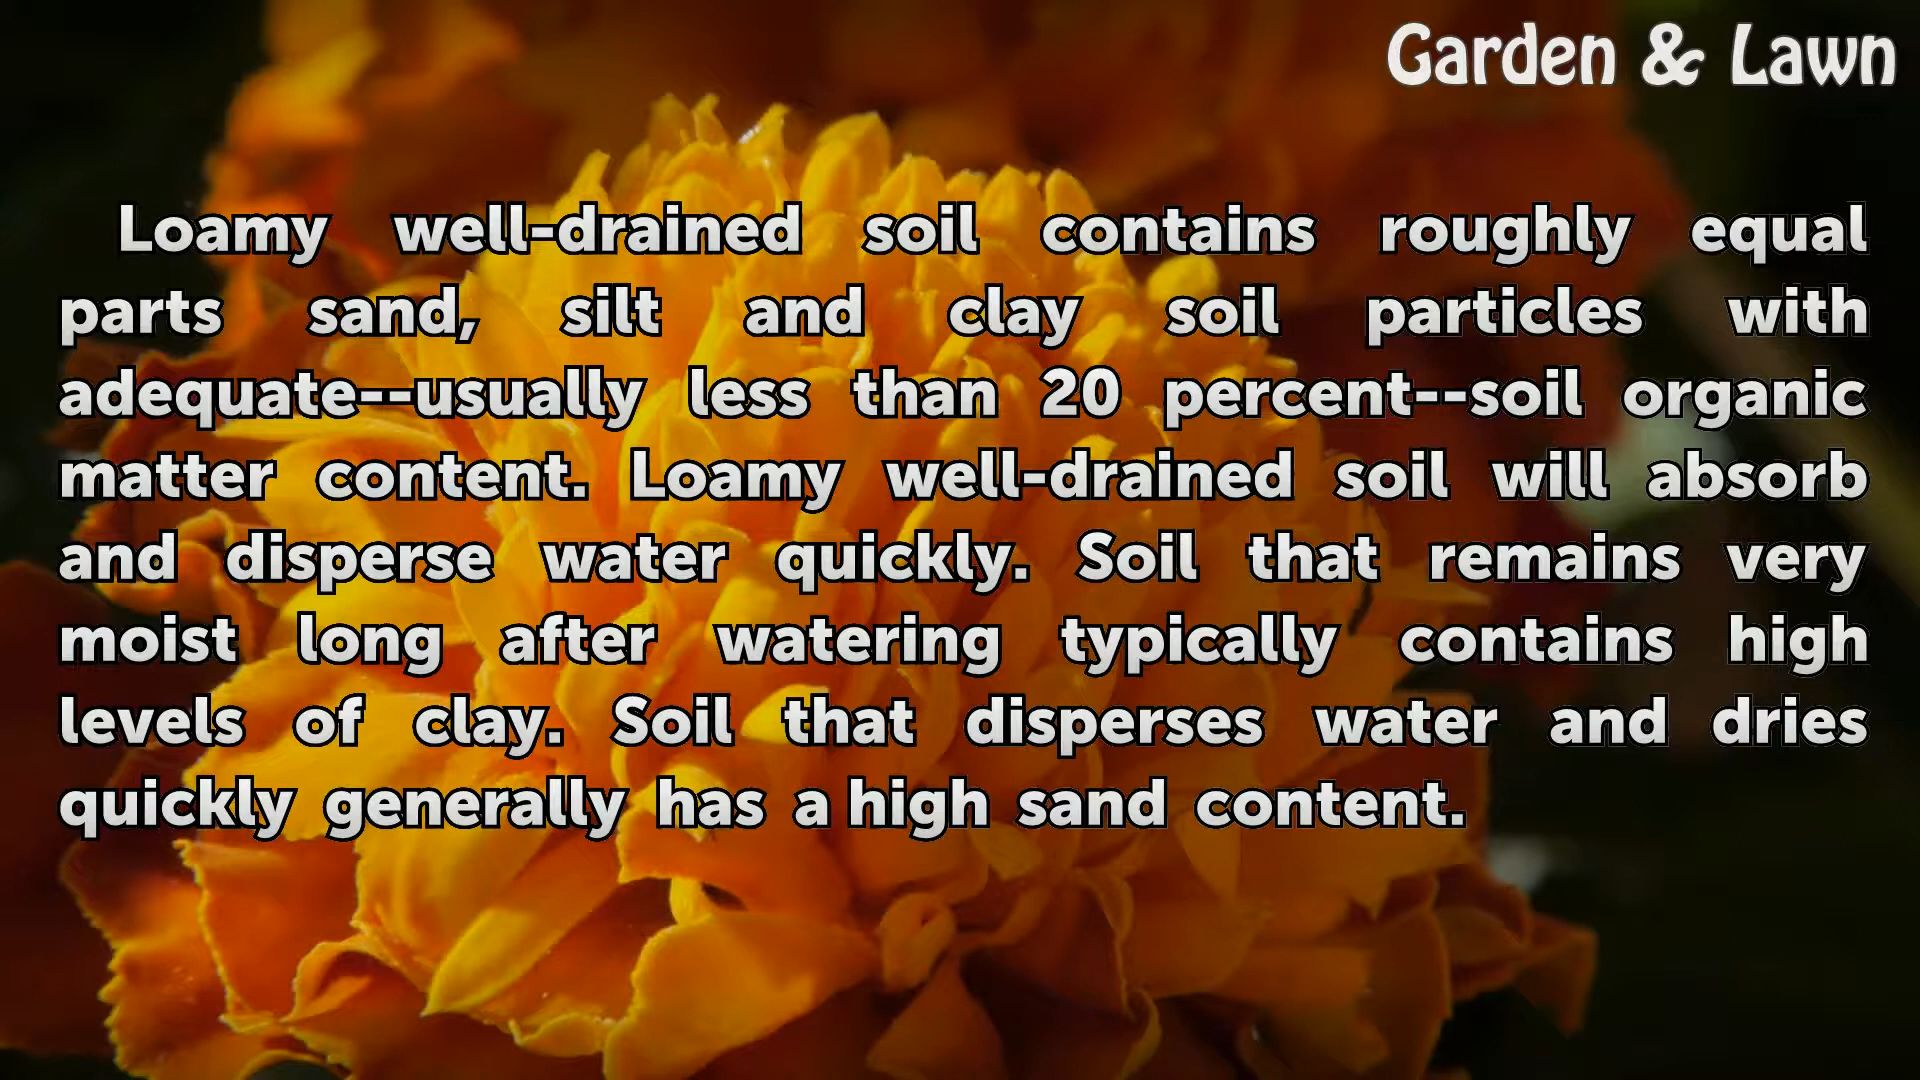 Garden & Lawn
Loamy well-drained soil contains roughly equal
parts sand, silt and clay soil particles with
adequate--usually less than 20 percent--soil organic
matter content. Loamy well-drained soil will absorb
and disperse water quickly. Soil that remains very
moist long after watering typically contains high
levels of clay. Soil that disperses water and dries
quickly generally has a high sand content.